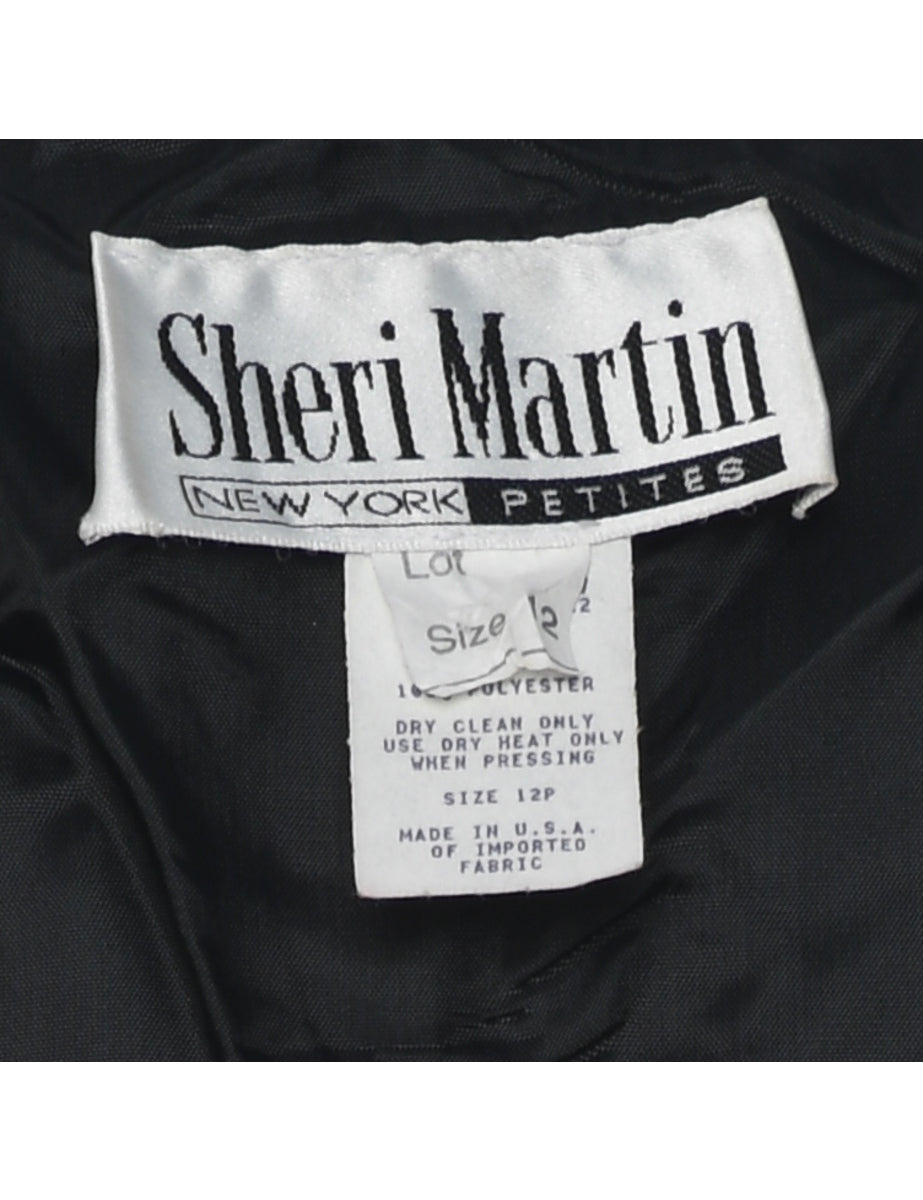 Sheri Martin
NEW YORK PETITES
Lot
Size 12
POLYESTER
DRY CLEAN ONLY
USE DRY HEAT ONLY
WHEN PRESSING
SIZE 12P
MADE IN U.S.A.
OF IMPORTED
FABRIC